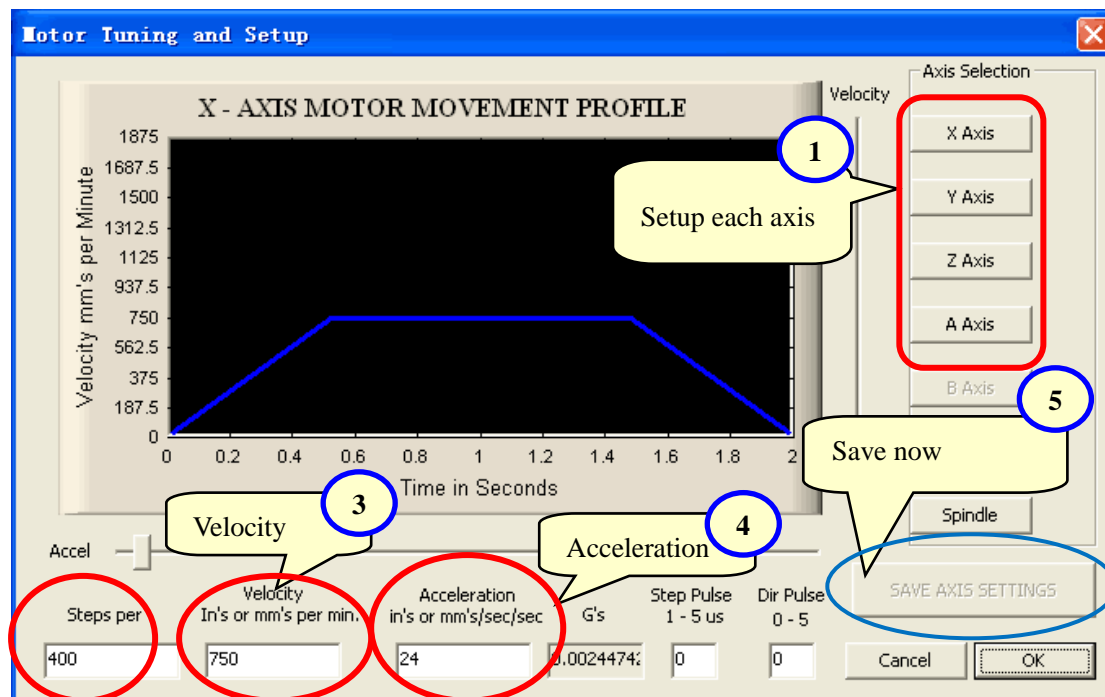 Motor Tuning and Setup
X - AXIS MOTOR MOVEMENT PROFILE
Velocity mm's per Minute
1875
1687.5
1500
1312.5
1125
937.5
750
562.5
375
187.5
0
0 0.2 0.4 0.6 0.8 1 1.2 1.4 1.6 1.8 2
Time in Seconds
Velocity
Axis Selection
X Axis
Y Axis
Z Axis
A Axis
B Axis
Spindle
1
Setup each axis
5
Save now
3
Velocity
4
Acceleration
Accel
Steps per
400
Velocity
In's or mm's per min.
750
Acceleration
in's or mm's/sec/sec
24
G's
0.0024474
Step Pulse
1 - 5 us
0
Dir Pulse
0 - 5
0
SAVE AXIS SETTINGS
Cancel
OK